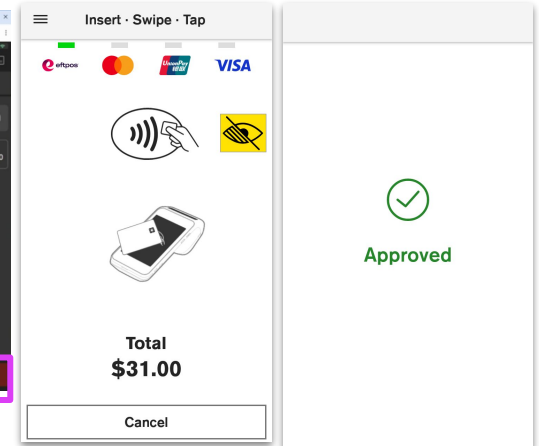 Insert · Swipe · Tap
eftpos
UnionPay
银联
VISA
Total
$31.00
Cancel
Approved